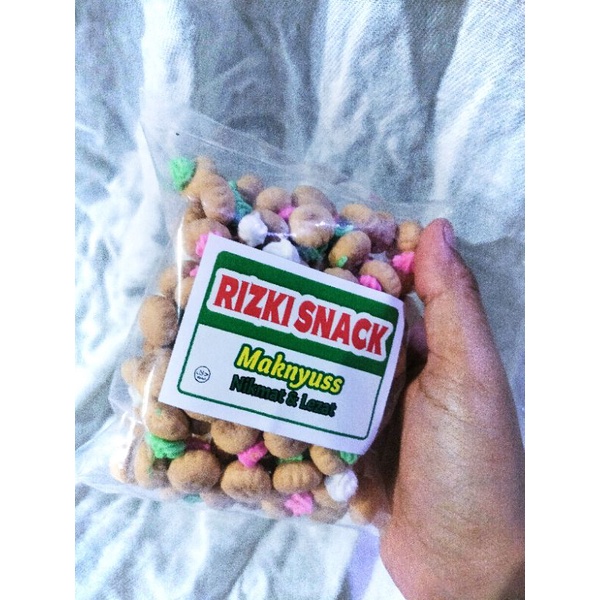 RIZKI SNACK
Maknyuss
Nikmat & Lezat